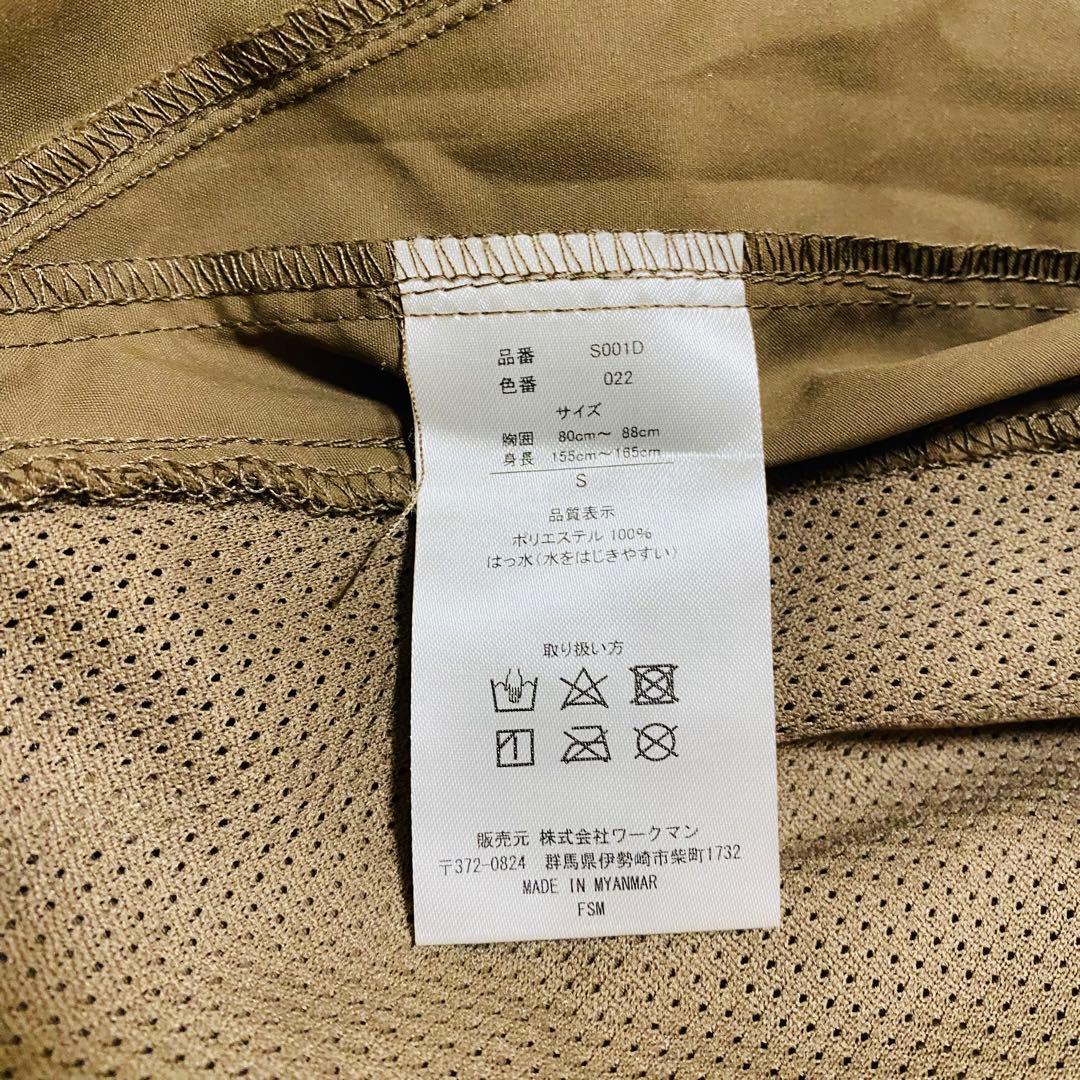 品番 S001D
色番 022
サイズ
胸囲 80cm～ 88cm
身長 155cm～165cm
S
品質表示
ポリエステル 100%
はっ水(水をはじきやすい)
取り扱い方
販売元 株式会社ワークマン
〒372-0824 群馬県伊勢崎市柴町1732
MADE IN MYANMAR
FSM